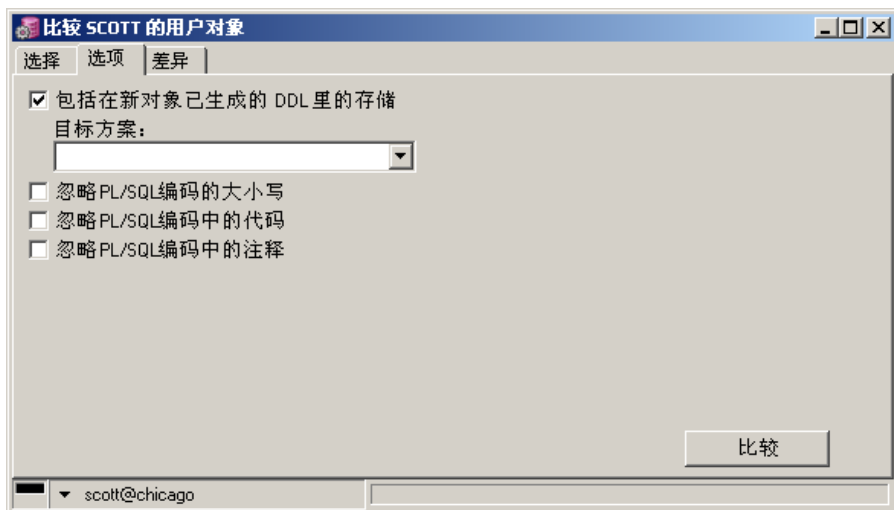 比较 SCOTT 的用户对象
选择 选项 差异
包括在新对象已生成的 DDL 里的存储
目标方案：
忽略PL/SQL编码的大小写
忽略PL/SQL编码中的代码
忽略PL/SQL编码中的注释
比较
scott@chicago